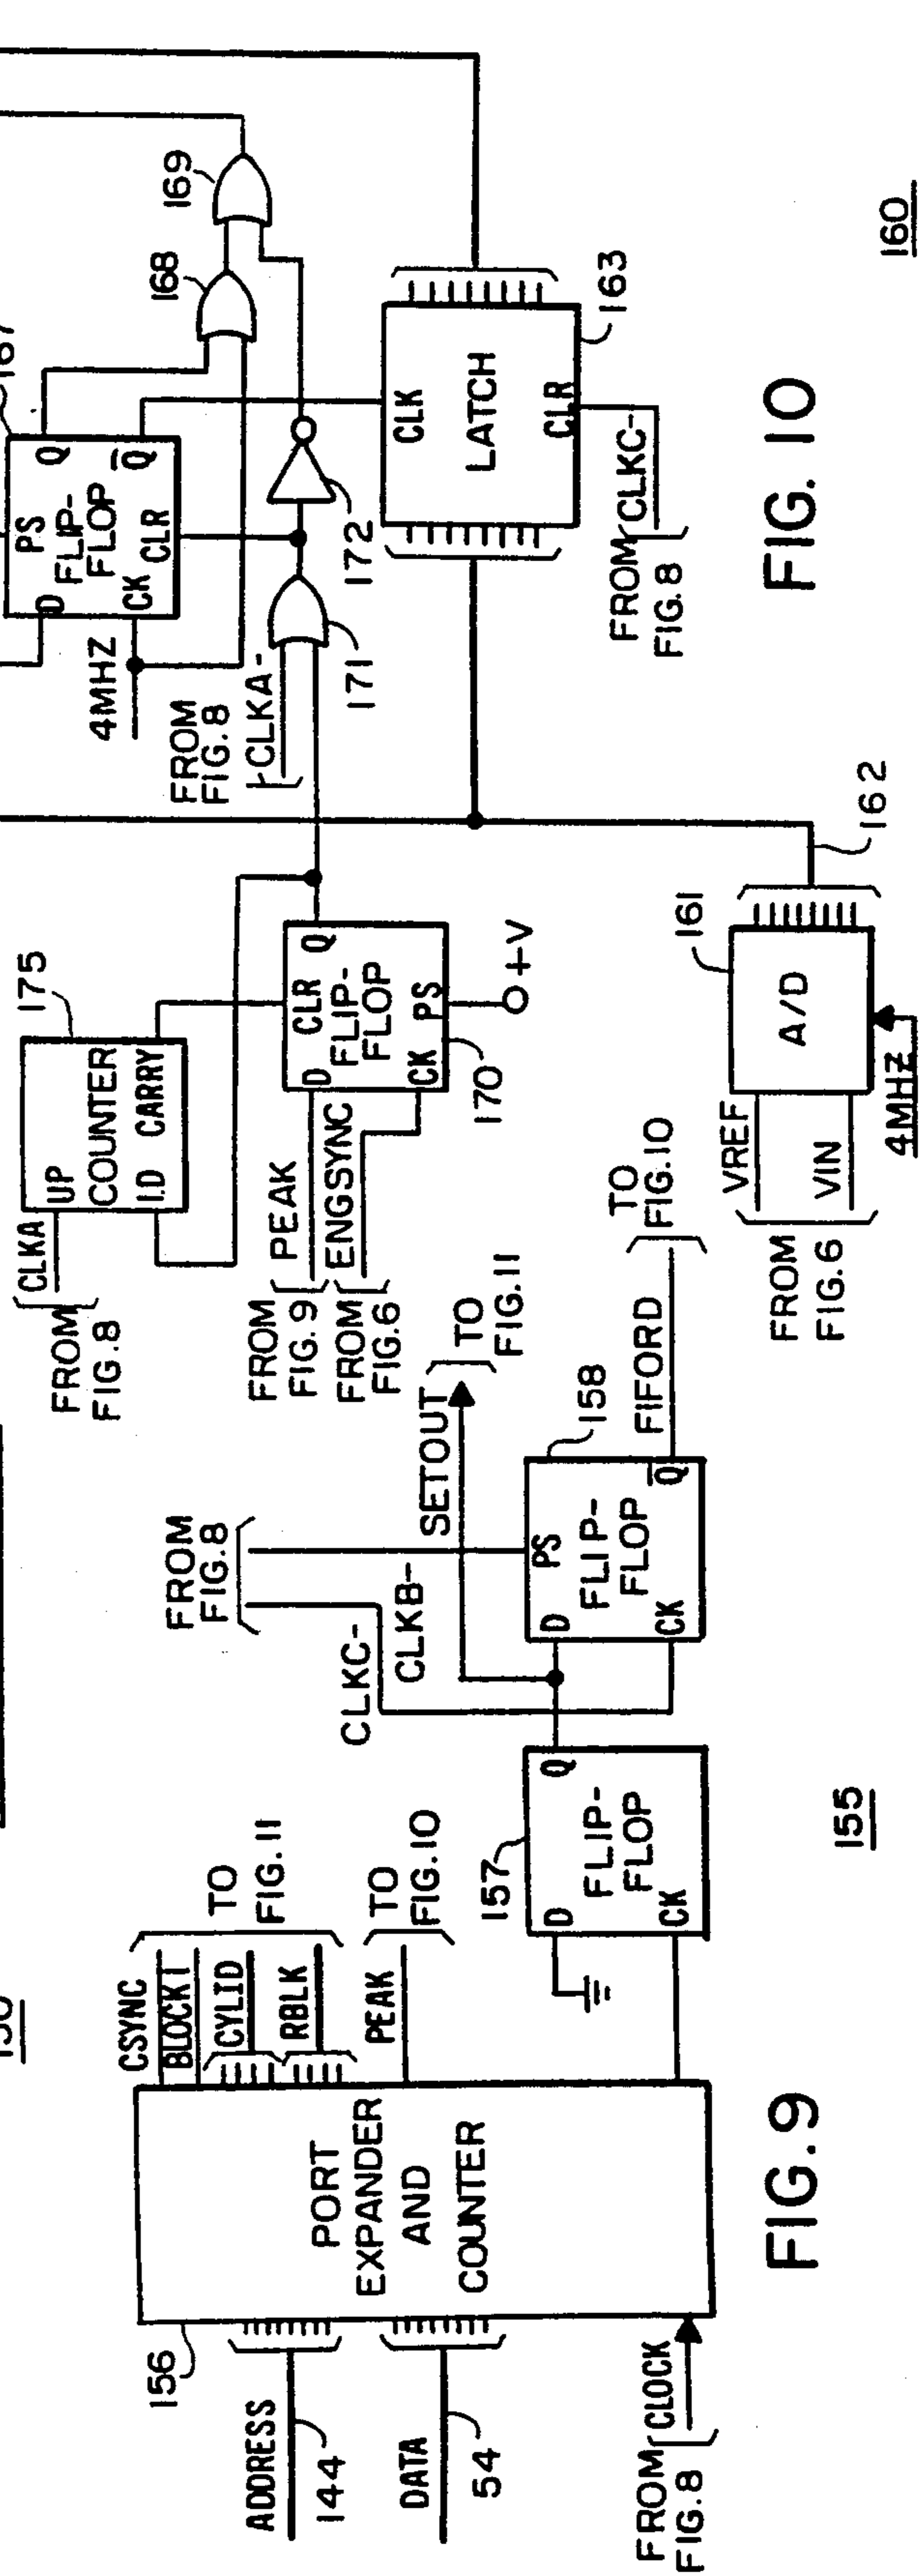 ADDRESS
144
DATA
54
FROM
FIG. 8
CLOCK
156
PORT
EXPANDER
AND
COUNTER
CSYNC
BLOCK1
CYLID
RBLK
TO
FIG. 11
PEAK
TO
FIG. 10
157
D
Q
FLIP-
FLOP
CK
FROM
FIG. 8
CLKC-
CLKB-
SETOUT
TO
FIG. 11
158
D
PS
FLIP-
FLOP
CK
Q
FIFORD
TO
FIG. 10
155
FIG. 9
FROM
FIG. 8
CLKA
175
UP
COUNTER
I.D CARRY
FROM
FIG. 9
PEAK
FROM
FIG. 6
ENGSYNC
D
CLR
Q
FLIP-
FLOP
CK
PS
170
+V
FROM
FIG. 6
VREF
VIN
161
A/D
4MHZ
162
4MHZ
D
PS
Q
FLIP-
FLOP
CK
CLR
Q
FROM
FIG. 8
CLKA-
171
172
168
169
CLK
LATCH
CLR
163
FROM
FIG. 8
CLKC-
160
FIG. 10